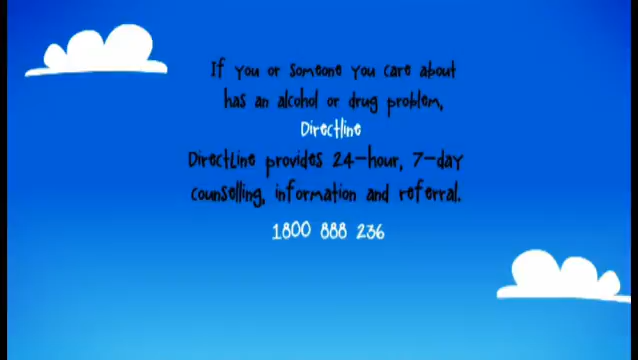 If you or someone you care about
has an alcohol or drug problem,
Directline
DirectLine provides 24-hour, 7-day
counselling, information and referral.
1800 888 236